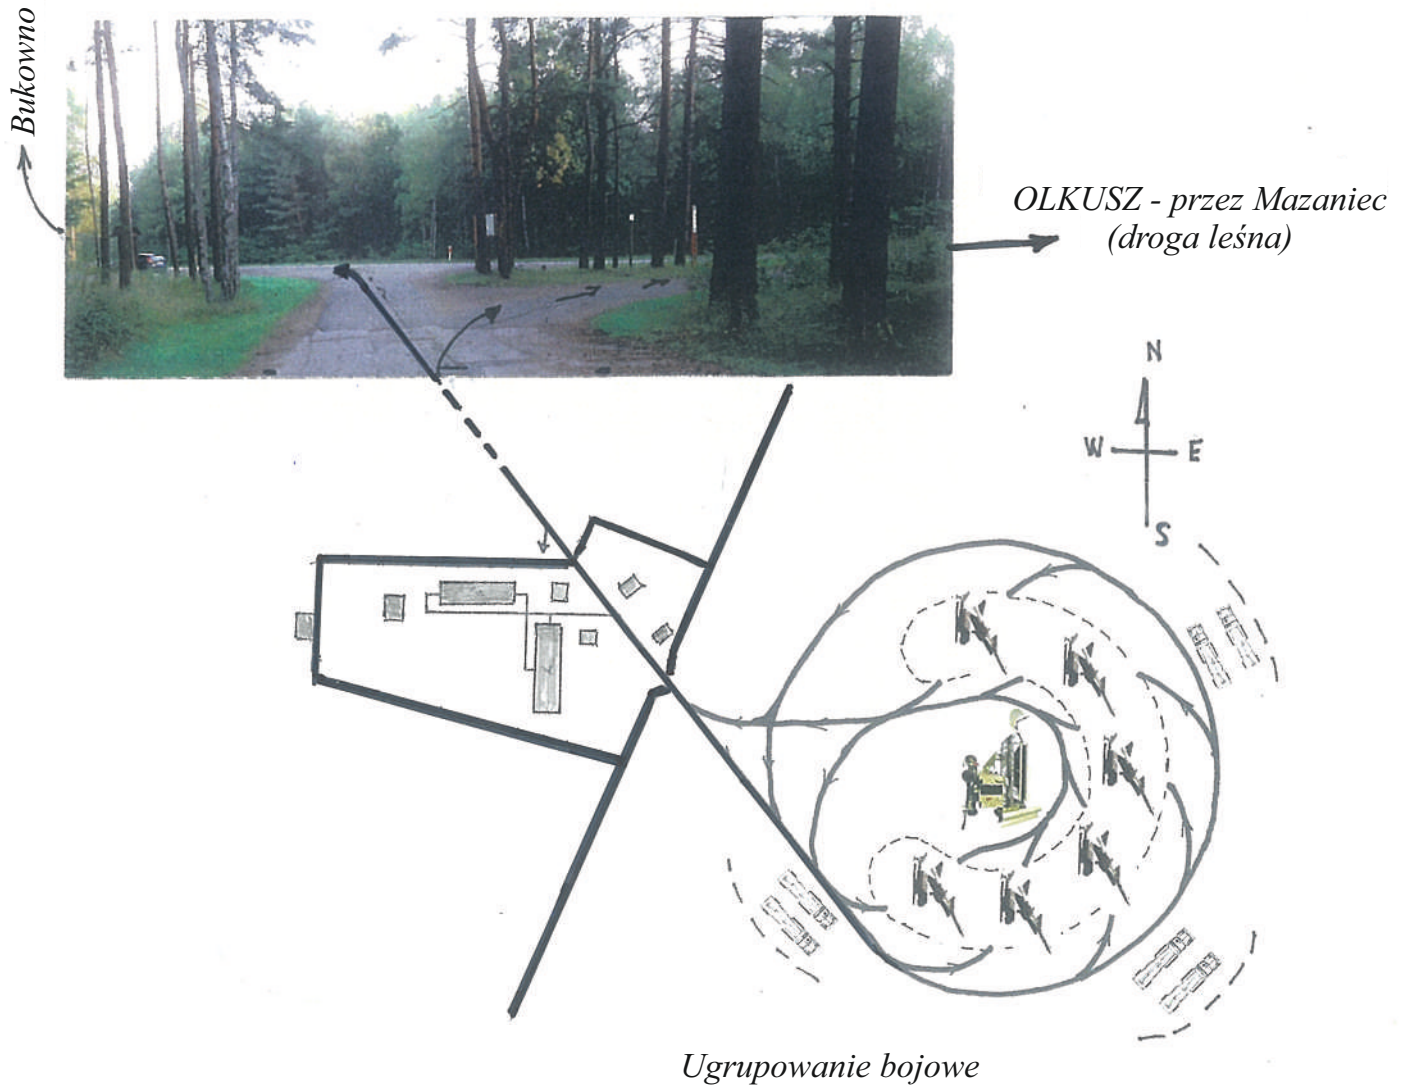 Bukowno
OLKUSZ - przez Mazaniec
(droga leśna)
N
W E
S
Ugrupowanie bojowe